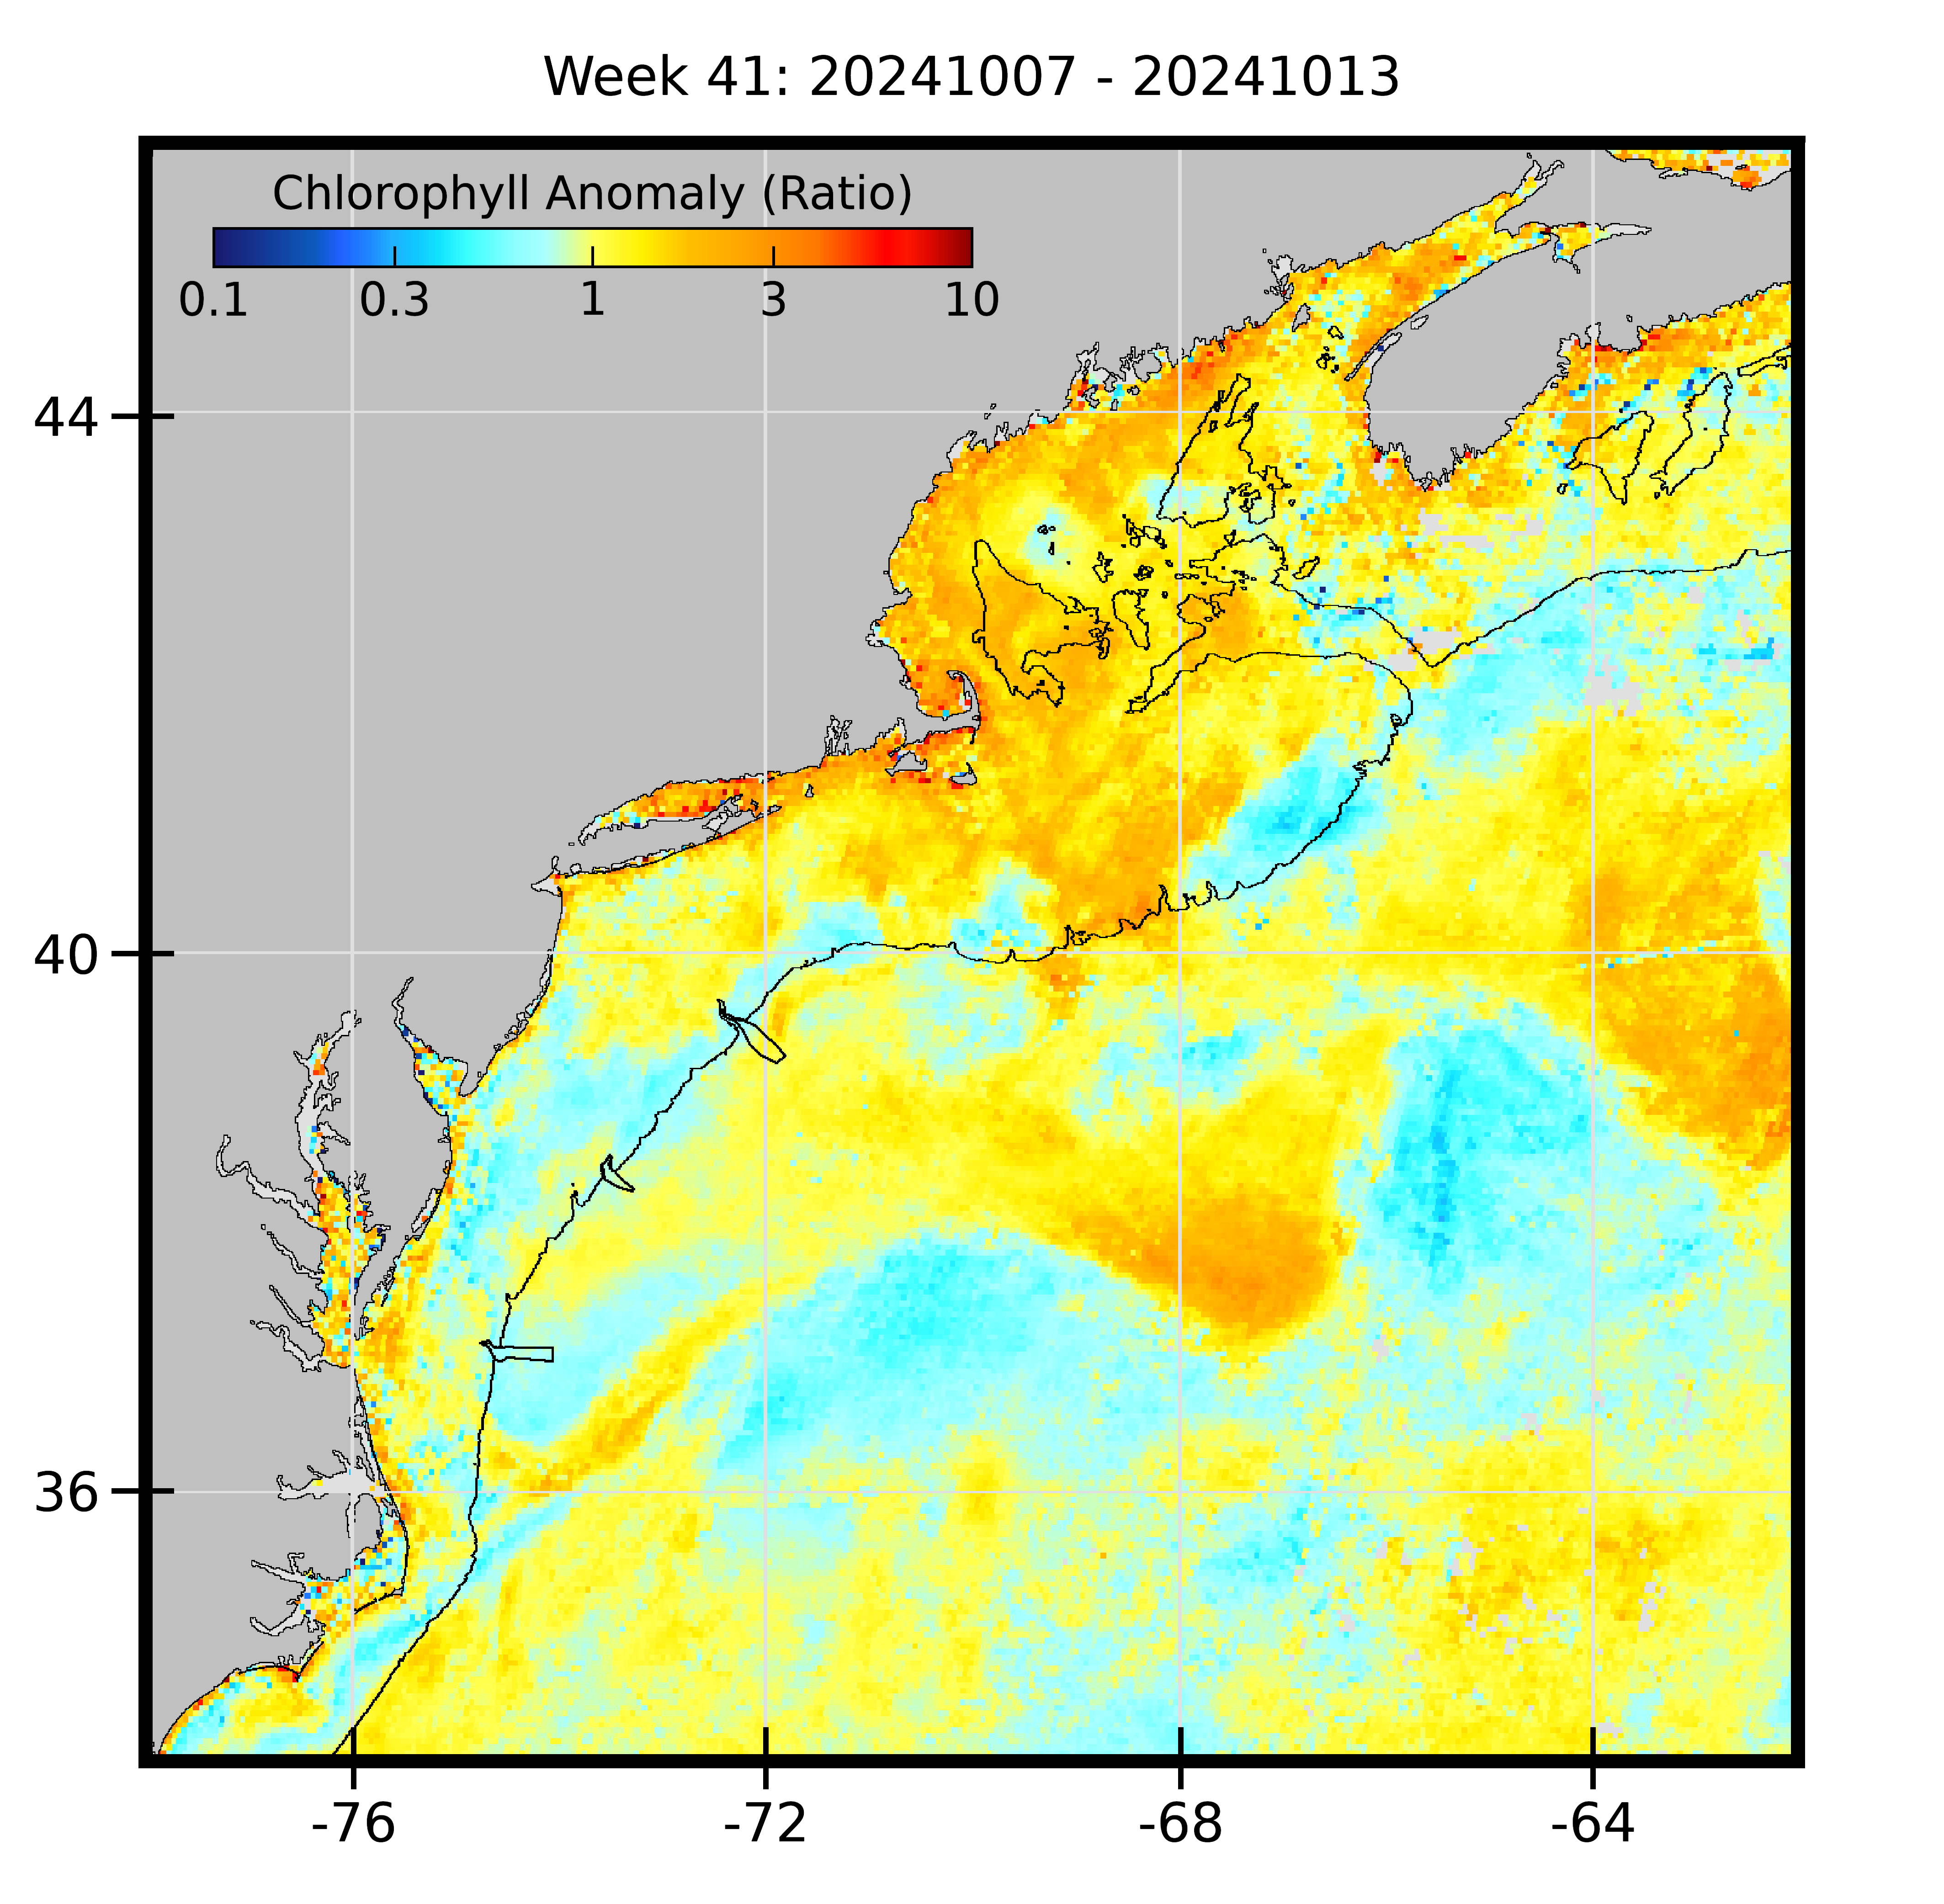 Week 41: 20241007 - 20241013
Chlorophyll Anomaly (Ratio)
0.1 0.3 1 3 10
44
40
36
-76 -72 -68 -64